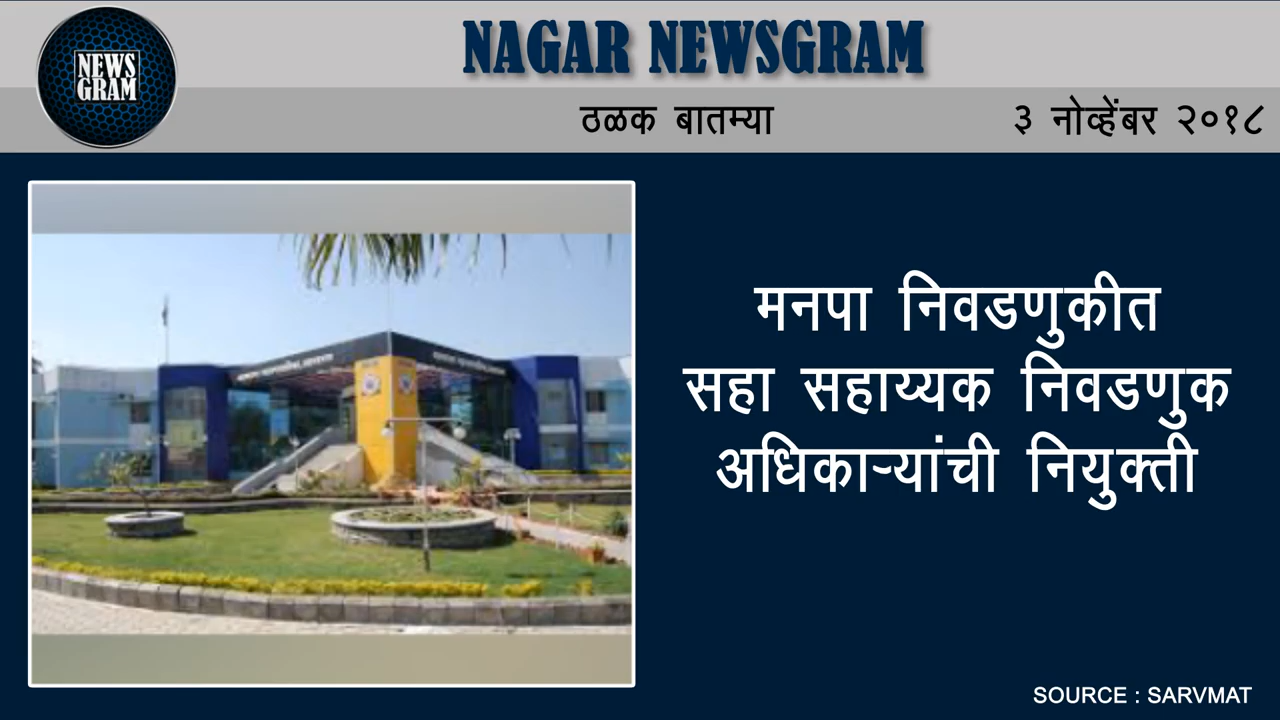 NEWS
GRAM
NAGAR NEWSGRAM
ठळक बातम्या
३ नोव्हेंबर २०१८
मनपा निवडणुकीत
सहा सहाय्यक निवडणुक
अधिकाऱ्यांची नियुक्ती
SOURCE : SARVMAT